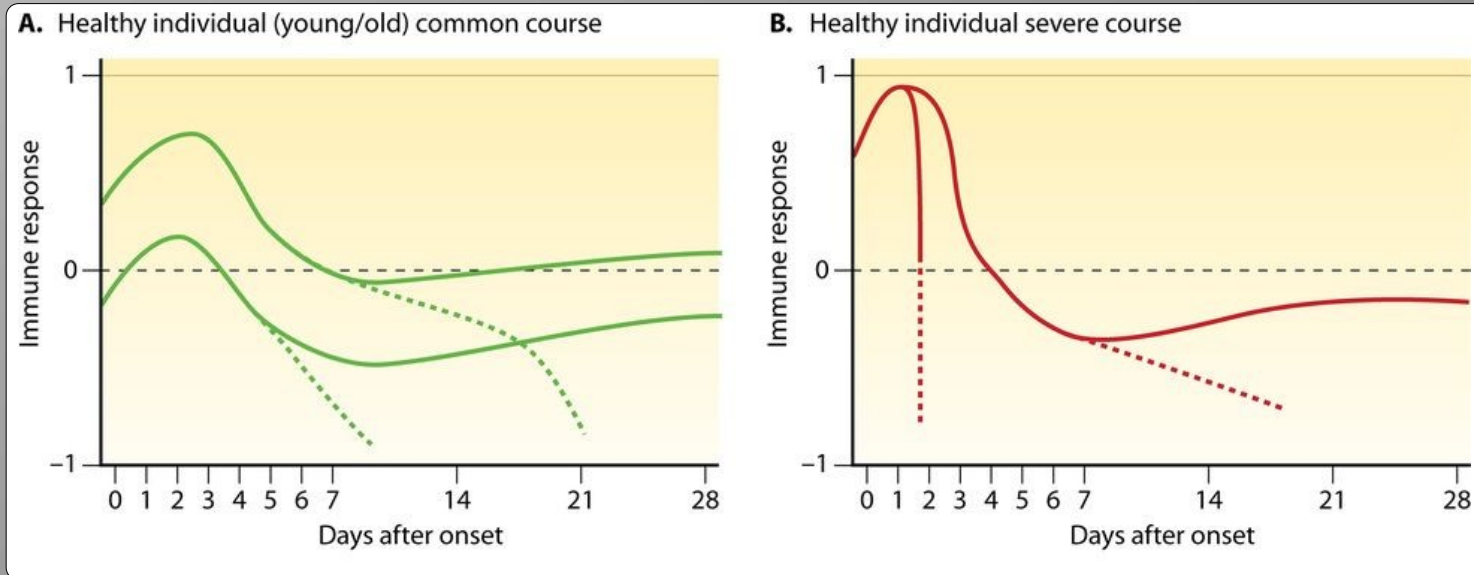 A. Healthy individual (young/old) common course
1
0
−1
Immune response
0 1 2 3 4 5 6 7 14 21 28
Days after onset
B. Healthy individual severe course
1
0
−1
Immune response
0 1 2 3 4 5 6 7 14 21 28
Days after onset